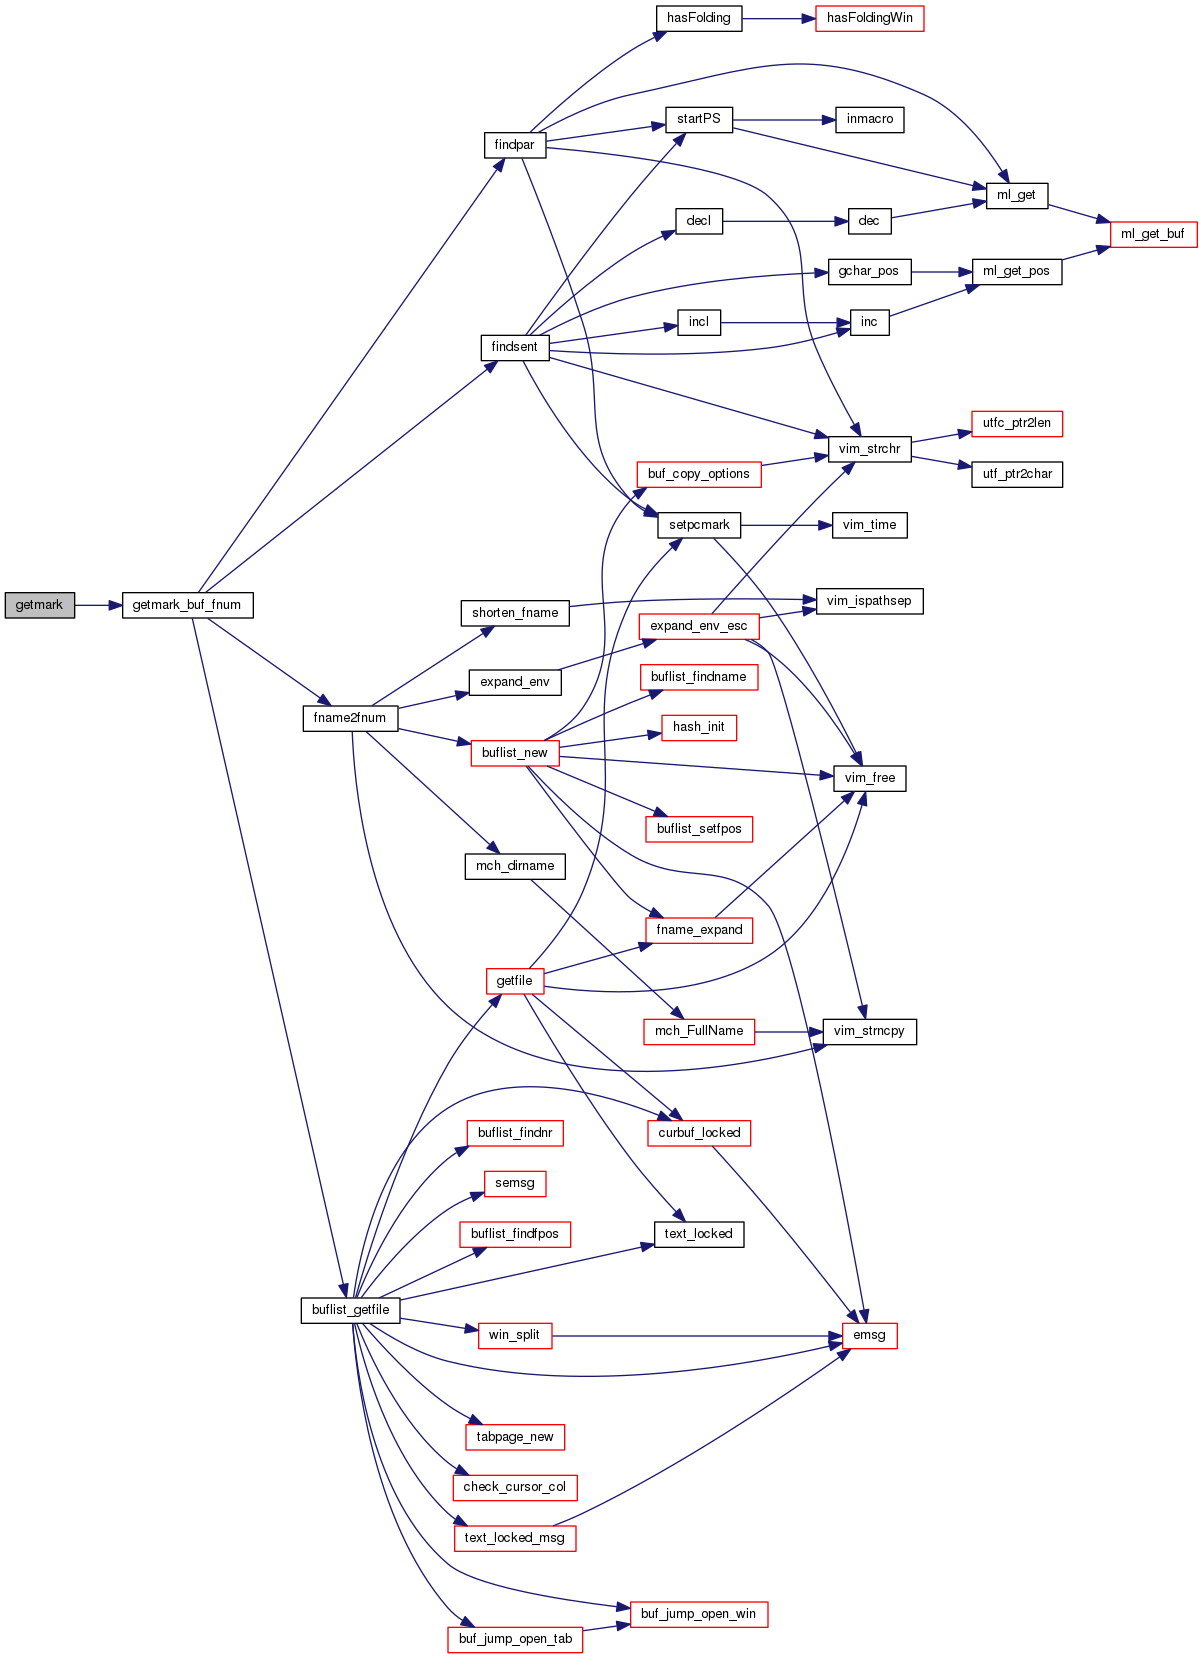 hasFolding
hasFoldingWin
startPS
inmacro
findpar
ml_get
decl
dec
ml_get_buf
gchar_pos
ml_get_pos
incl
inc
findsent
utfc_ptr2len
vim_strchr
buf_copy_options
utf_ptr2char
setpcmark
vim_time
getmark
getmark_buf_fnum
vim_ispathsep
shorten_fname
expand_env_esc
expand_env
buflist_findname
fname2fnum
hash_init
buflist_new
vim_free
buflist_setfpos
mch_dirname
fname_expand
getfile
mch_FullName
vim_strncpy
buflist_findnr
curbuf_locked
semsg
buflist_findfpos
text_locked
buflist_getfile
win_split
emsg
tabpage_new
check_cursor_col
text_locked_msg
buf_jump_open_win
buf_jump_open_tab